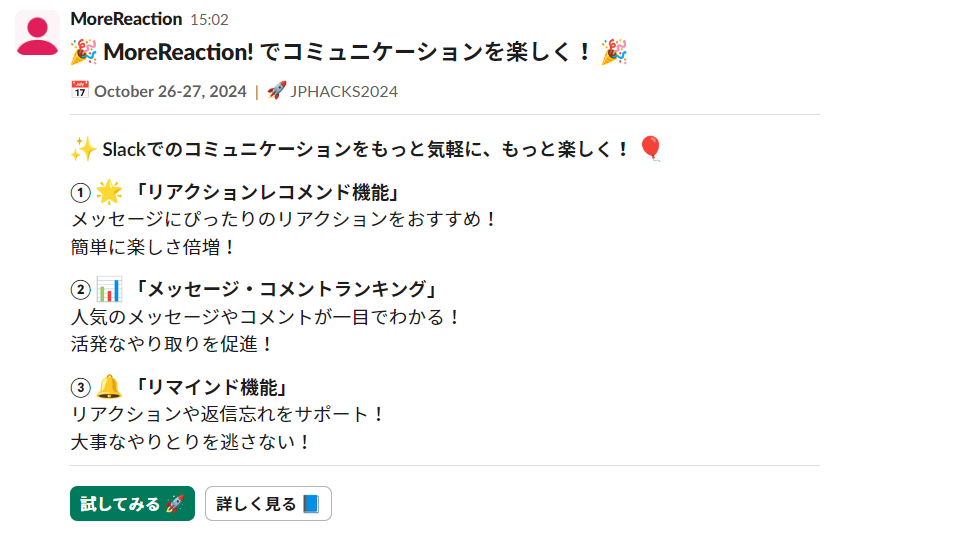 MoreReaction 15:02
🎉 MoreReaction! でコミュニケーションを楽しく！ 🎉
📅 October 26-27, 2024 | 🚀 JPHACKS2024
✨ Slackでのコミュニケーションをもっと気軽に、もっと楽しく！ 🎈
① 🌟 「リアクションレコメンド機能」
メッセージにぴったりのリアクションをおすすめ！
簡単に楽しさ倍増！
② 📊 「メッセージ・コメントランキング」
人気のメッセージやコメントが一目でわかる！
活発なやり取りを促進！
③ 🔔 「リマインド機能」
リアクションや返信忘れをサポート！
大事なやりとりを逃さない！
試してみる 🚀 詳しく見る 📘